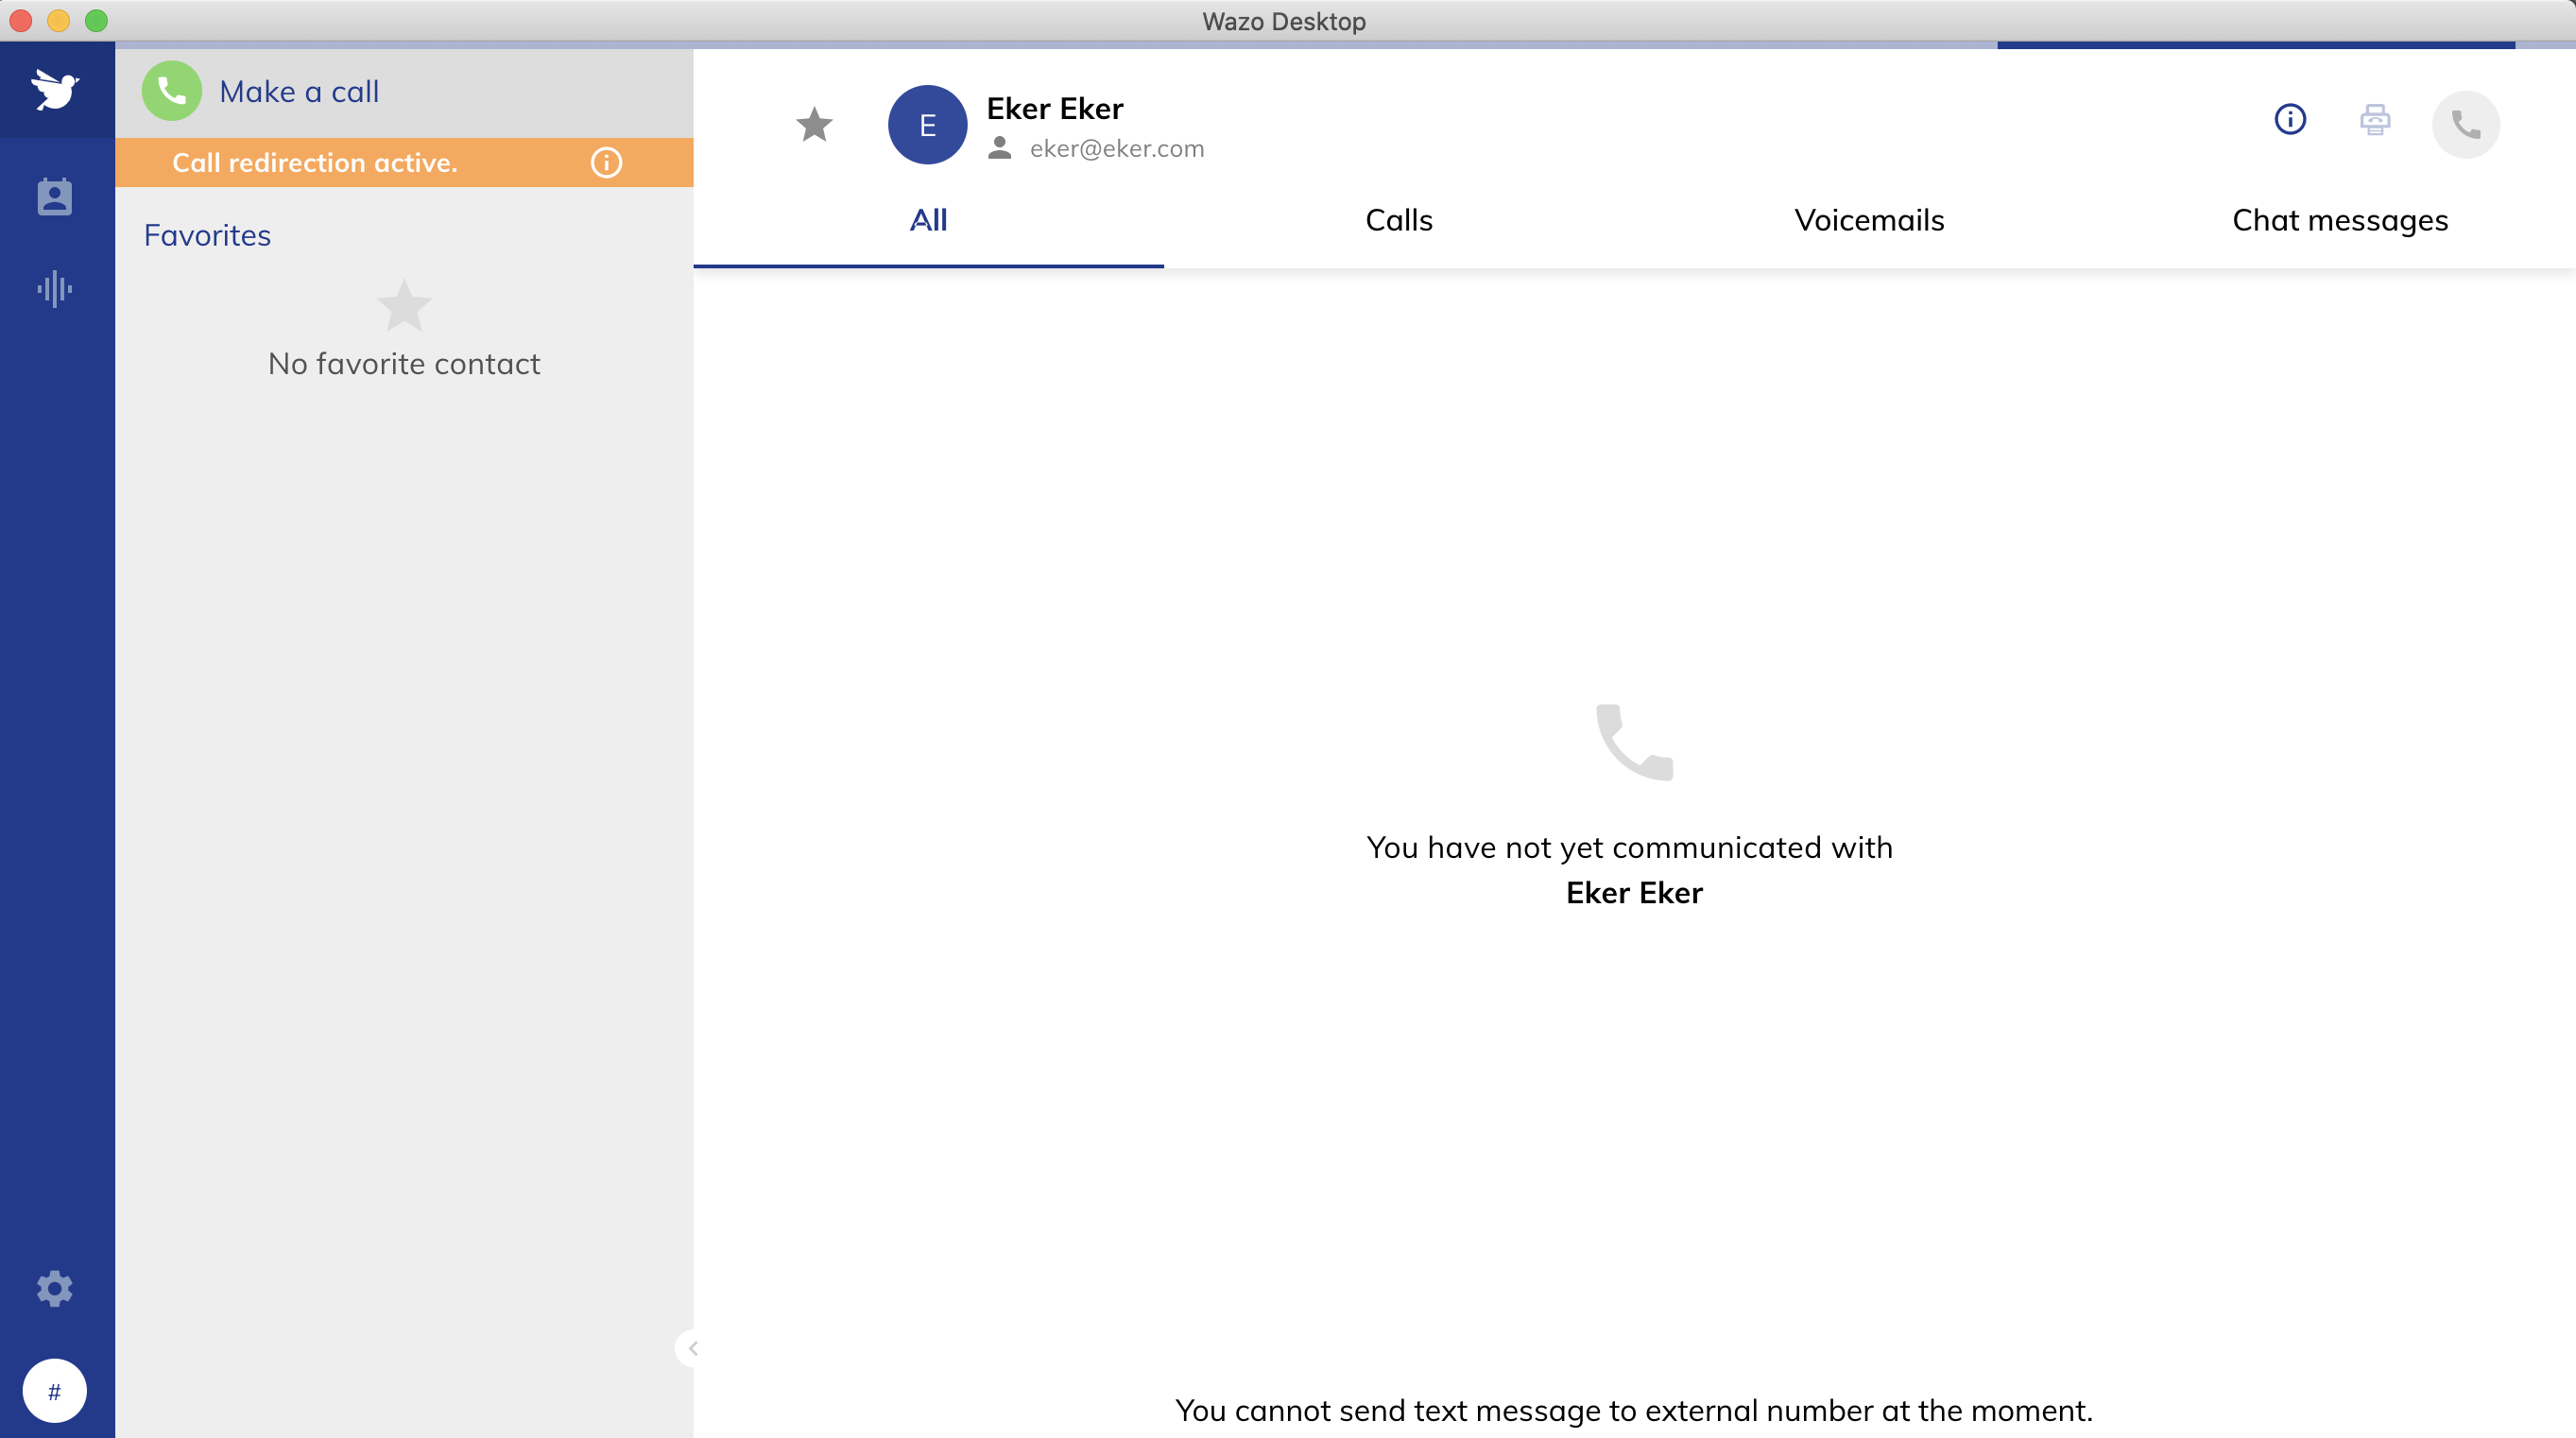 Wazo Desktop
Make a call
Call redirection active.
Favorites
No favorite contact
E
Eker Eker
eker@eker.com
All
Calls
Voicemails
Chat messages
You have not yet communicated with
Eker Eker
You cannot send text message to external number at the moment.
#